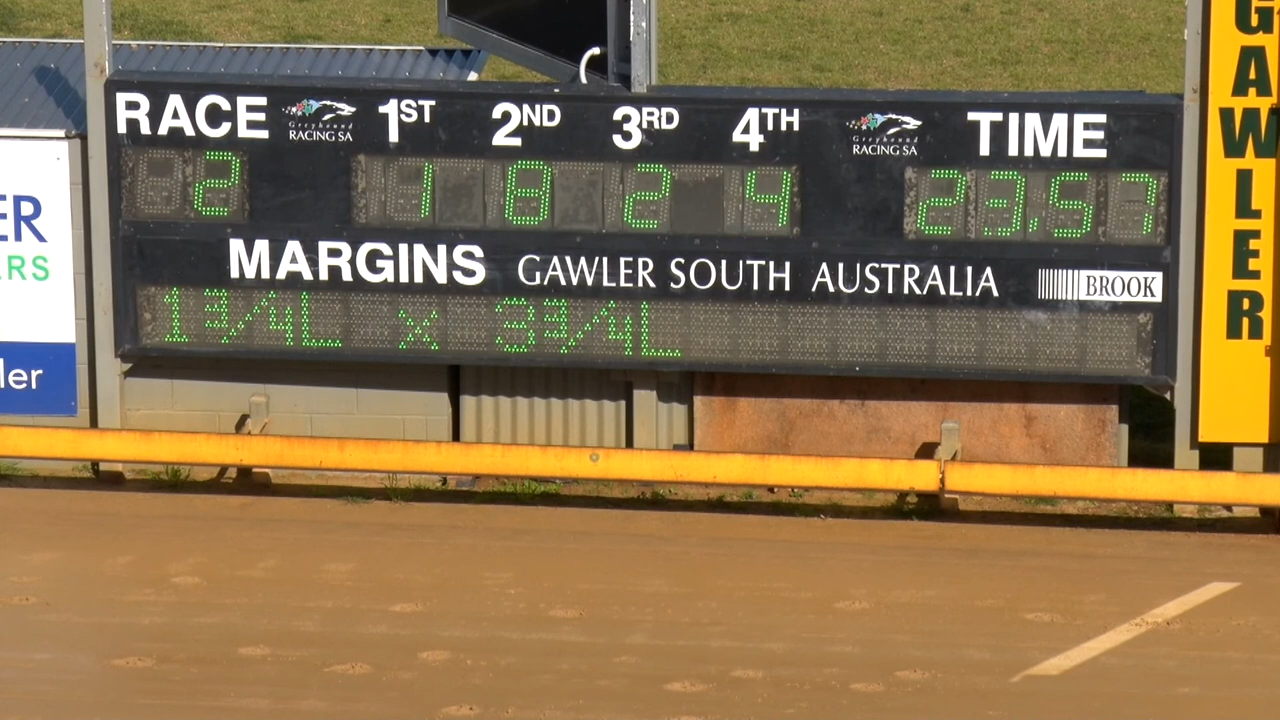 RACE Greyhound RACING SA 1ST 2ND 3RD 4TH Greyhound RACING SA TIME
2 1 8 2 4 23.57
MARGINS GAWLER SOUTH AUSTRALIA BROOK
1 3/4L x 3 3/4L
GAWLER
ER
RS
ler